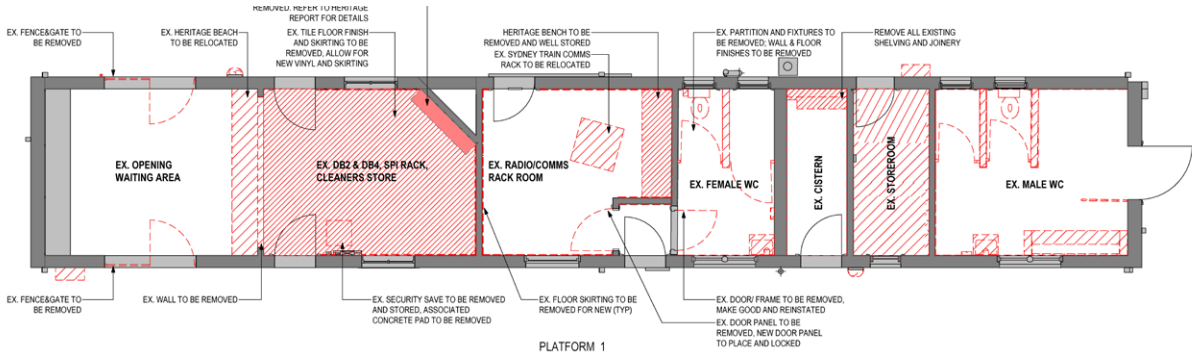 REMOVED. REFER TO HERITAGE
REPORT FOR DETAILS
EX. FENCE&GATE TO
BE REMOVED
EX. HERITAGE BEACH
TO BE RELOCATED
EX. TILE FLOOR FINISH
AND SKIRTING TO BE
REMOVED, ALLOW FOR
NEW VINYL AND SKIRTING
HERITAGE BENCH TO BE
REMOVED AND WELL STORED
EX. SYDNEY TRAIN COMMS
RACK TO BE RELOCATED
EX. PARTITION AND FIXTURES TO
BE REMOVED; WALL & FLOOR
FINISHES TO BE REMOVED
REMOVE ALL EXISTING
SHELVING AND JOINERY
EX. OPENING
WAITING AREA
EX. DB2 & DB4, SPI RACK,
CLEANERS STORE
EX. RADIO/COMMS
RACK ROOM
EX. FEMALE WC
EX. CISTERN
EX. STOREROOM
EX. MALE WC
EX. FENCE&GATE TO
BE REMOVED
EX. WALL TO BE REMOVED
EX. SECURITY SAVE TO BE REMOVED
AND STORED, ASSOCIATED
CONCRETE PAD TO BE REMOVED
EX. FLOOR SKIRTING TO BE
REMOVED FOR NEW (TYP)
EX. DOOR/ FRAME TO BE REMOVED,
MAKE GOOD AND REINSTATED
EX. DOOR PANEL TO BE
REMOVED, NEW DOOR PANEL
TO PLACE AND LOCKED
PLATFORM 1